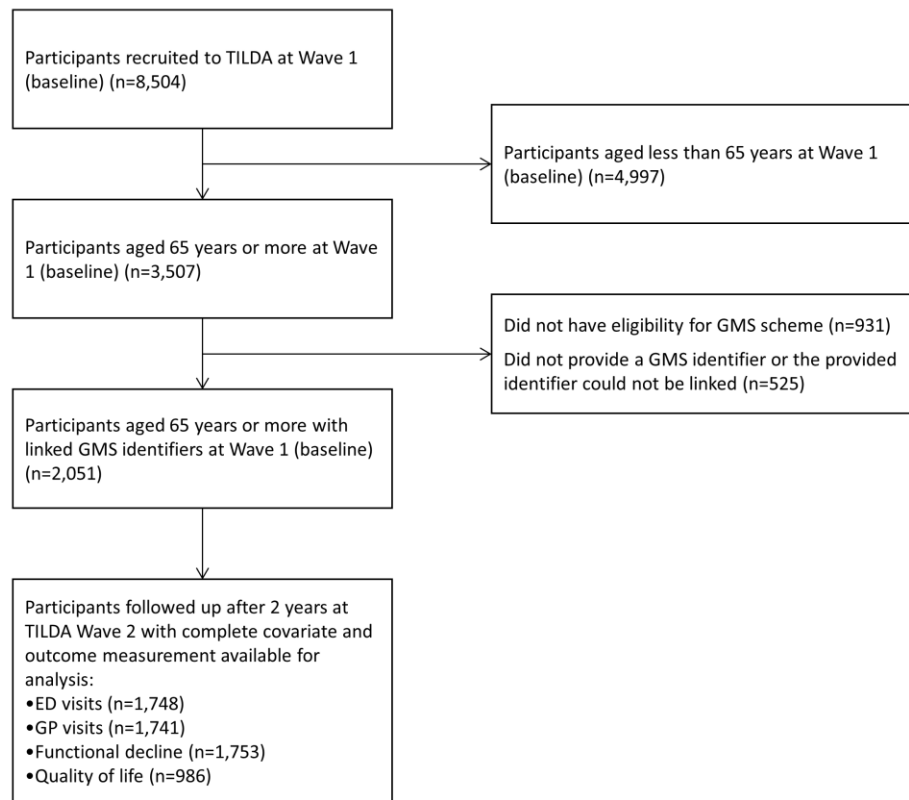 Participants recruited to TILDA at Wave 1
(baseline) (n=8,504)
Participants aged less than 65 years at Wave 1
(baseline) (n=4,997)
Participants aged 65 years or more at Wave
1 (baseline) (n=3,507)
Did not have eligibility for GMS scheme (n=931)
Did not provide a GMS identifier or the provided
identifier could not be linked (n=525)
Participants aged 65 years or more with
linked GMS identifiers at Wave 1 (baseline)
(n=2,051)
Participants followed up after 2 years at
TILDA Wave 2 with complete covariate and
outcome measurement available for
analysis:
•ED visits (n=1,748)
•GP visits (n=1,741)
•Functional decline (n=1,753)
•Quality of life (n=986)